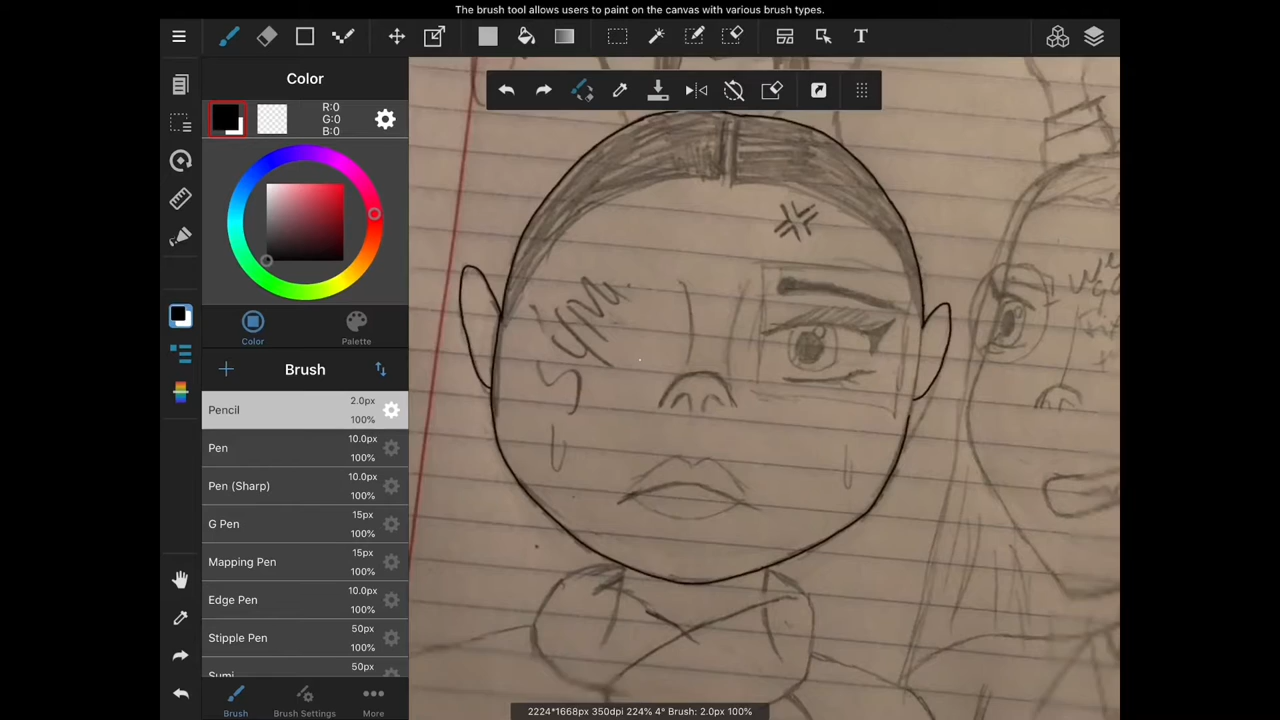 The brush tool allows users to paint on the canvas with various brush types.
T
Color
R:0
G:0
B:0
Color
Palette
Brush
Pencil 2.0px 100%
Pen 10.0px 100%
Pen (Sharp) 10.0px 100%
G Pen 15px 100%
Mapping Pen 15px 100%
Edge Pen 10.0px 100%
Stipple Pen 50px 100%
Sumi 50px
Brush
Brush Settings
More
2224*1668px 350dpi 224% 4° Brush: 2.0px 100%